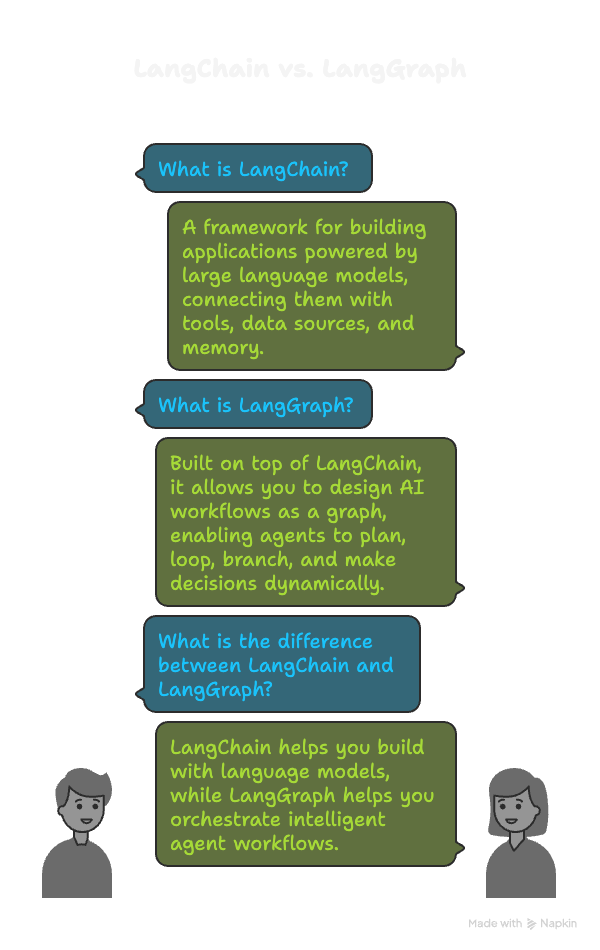 LangChain vs. LangGraph
What is LangChain?
A framework for building
applications powered by
large language models,
connecting them with
tools, data sources, and
memory.
What is LangGraph?
Built on top of LangChain,
it allows you to design AI
workflows as a graph,
enabling agents to plan,
loop, branch, and make
decisions dynamically.
What is the difference
between LangChain and
LangGraph?
LangChain helps you build
with language models,
while LangGraph helps you
orchestrate intelligent
agent workflows.
Made with Napkin